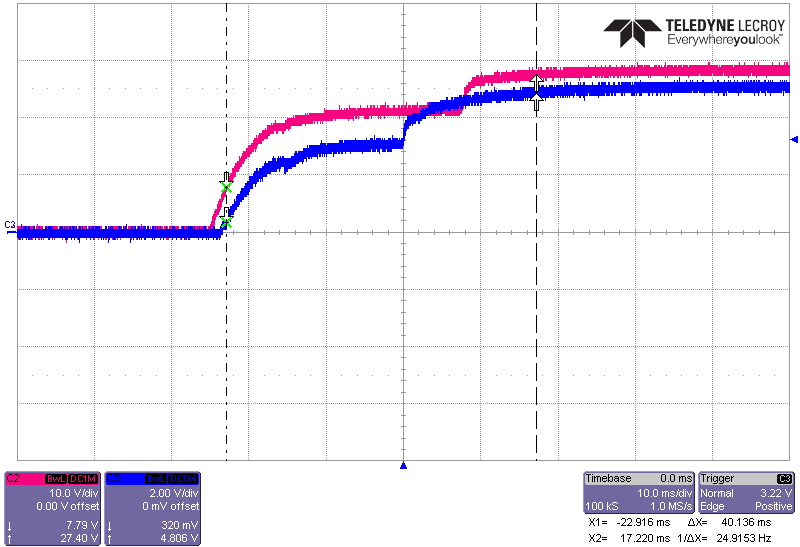 TELEDYNE LECROY
Everywhereyoulook™
C3
C2 BwL DC1M
10.0 V/div
0.00 V offset
↓ 7.79 V
↑ 27.40 V
BwL DC1M
2.00 V/div
0 mV offset
↓ 320 mV
↑ 4.806 V
Timebase 0.0 ms
10.0 ms/div
100 kS 1.0 MS/s
Trigger C3
Normal 3.22 V
Edge Positive
X1= -22.916 ms ΔX= 40.136 ms
X2= 17.220 ms 1/ΔX= 24.9153 Hz